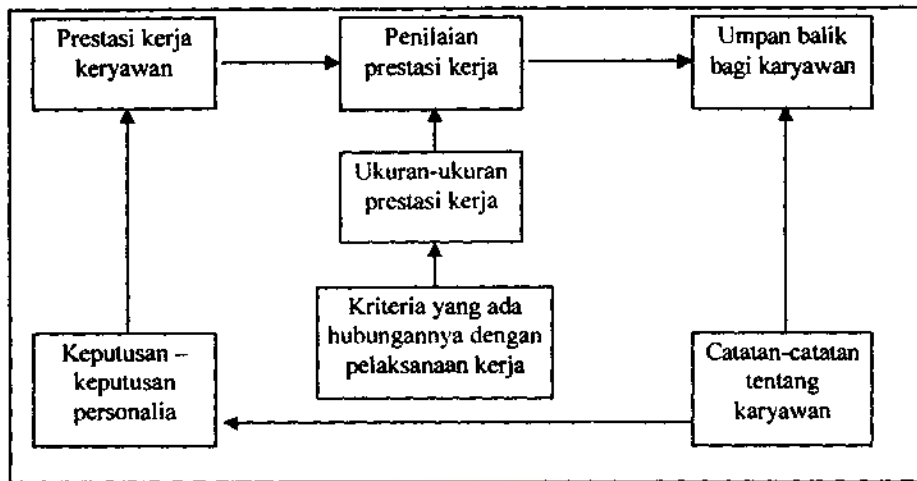 Prestasi kerja
keryawan
Penilaian
prestasi kerja
Umpan balik
bagi karyawan
Ukuran-ukuran
prestasi kerja
Kriteria yang ada
hubungannya dengan
pelaksanaan kerja
Keputusan –
keputusan
personalia
Catatan-catatan
tentang
karyawan